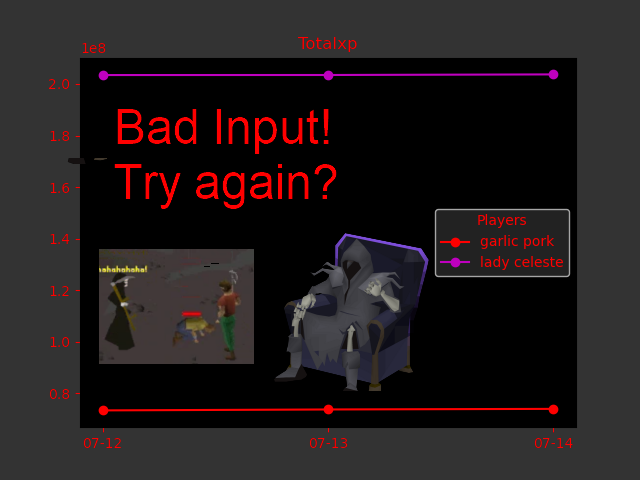 Totalxp
1e8
2.0
Bad Input!
1.8
Try again?
1.6
Players
1.4
garlic pork
lady celeste
hahahahaha!
1.2
1.0
0.8
07-12 07-13 07-14